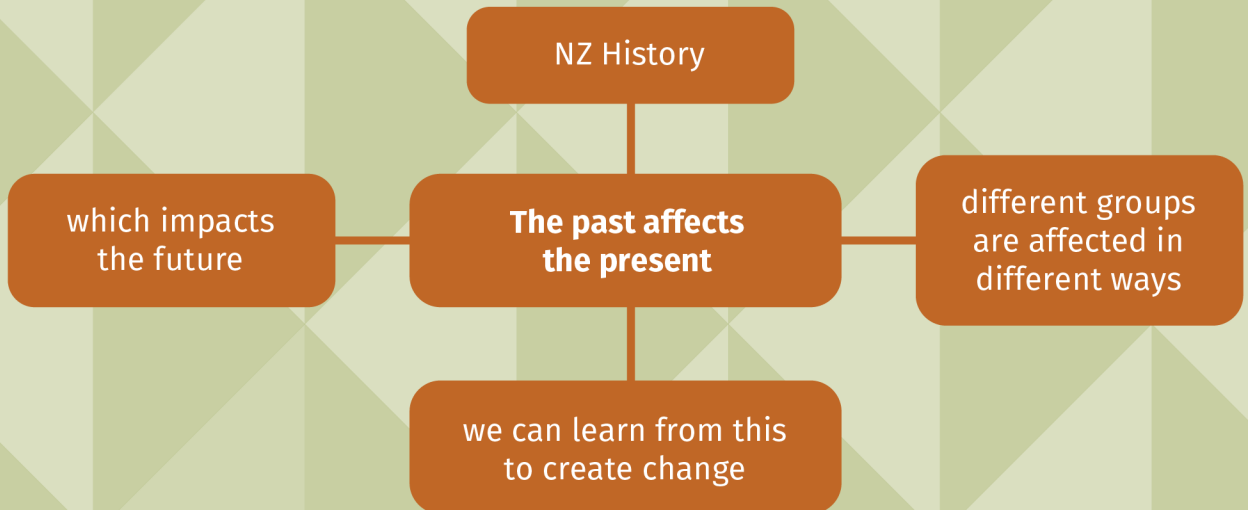 NZ History
which impacts
the future
The past affects
the present
different groups
are affected in
different ways
we can learn from this
to create change